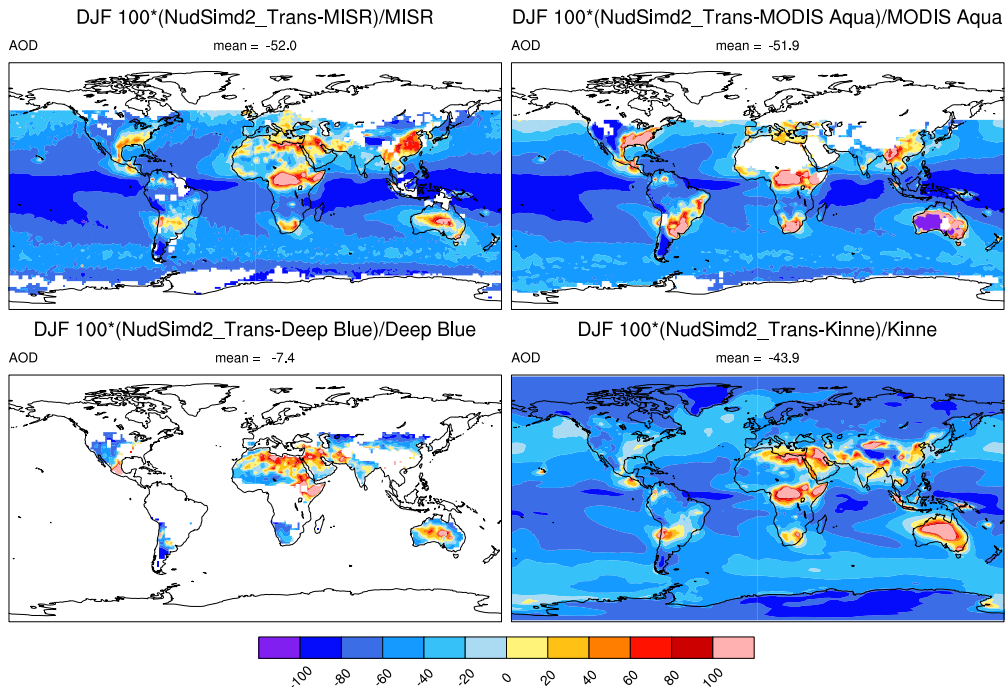 DJF 100*(NudSimd2_Trans-MISR)/MISR
AOD mean = -52.0
DJF 100*(NudSimd2_Trans-MODIS Aqua)/MODIS Aqua
AOD mean = -51.9
DJF 100*(NudSimd2_Trans-Deep Blue)/Deep Blue
AOD mean = -7.4
DJF 100*(NudSimd2_Trans-Kinne)/Kinne
AOD mean = -43.9
-100 -80 -60 -40 -20 0 20 40 60 80 100